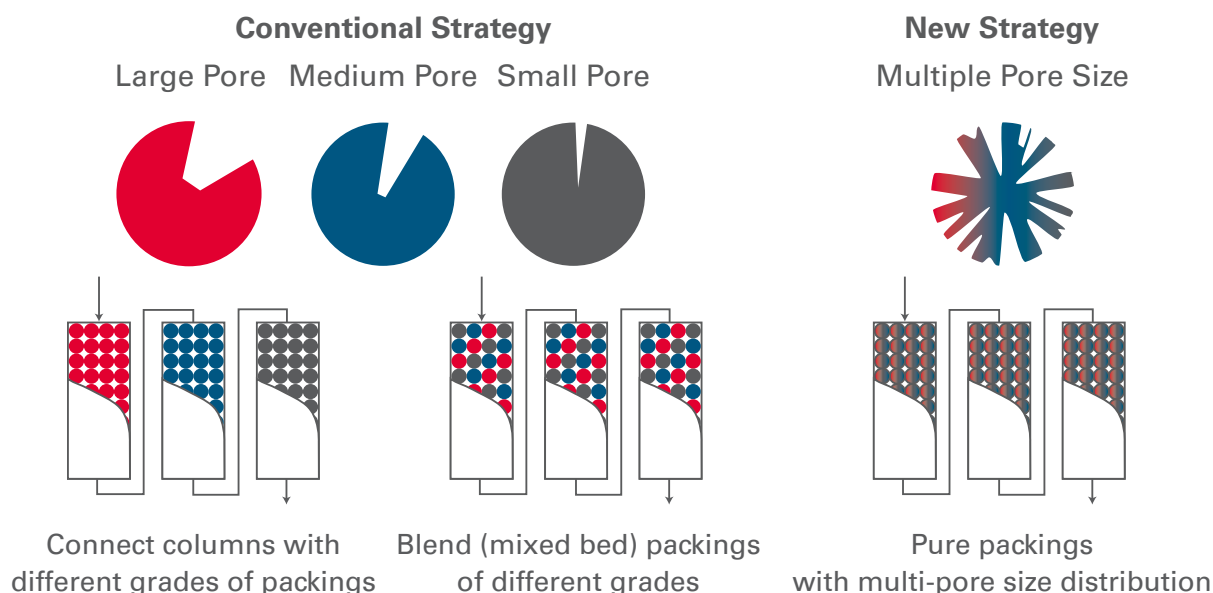 Conventional Strategy
New Strategy
Large Pore
Medium Pore
Small Pore
Multiple Pore Size
Connect columns with
different grades of packings
Blend (mixed bed) packings
of different grades
Pure packings
with multi-pore size distribution